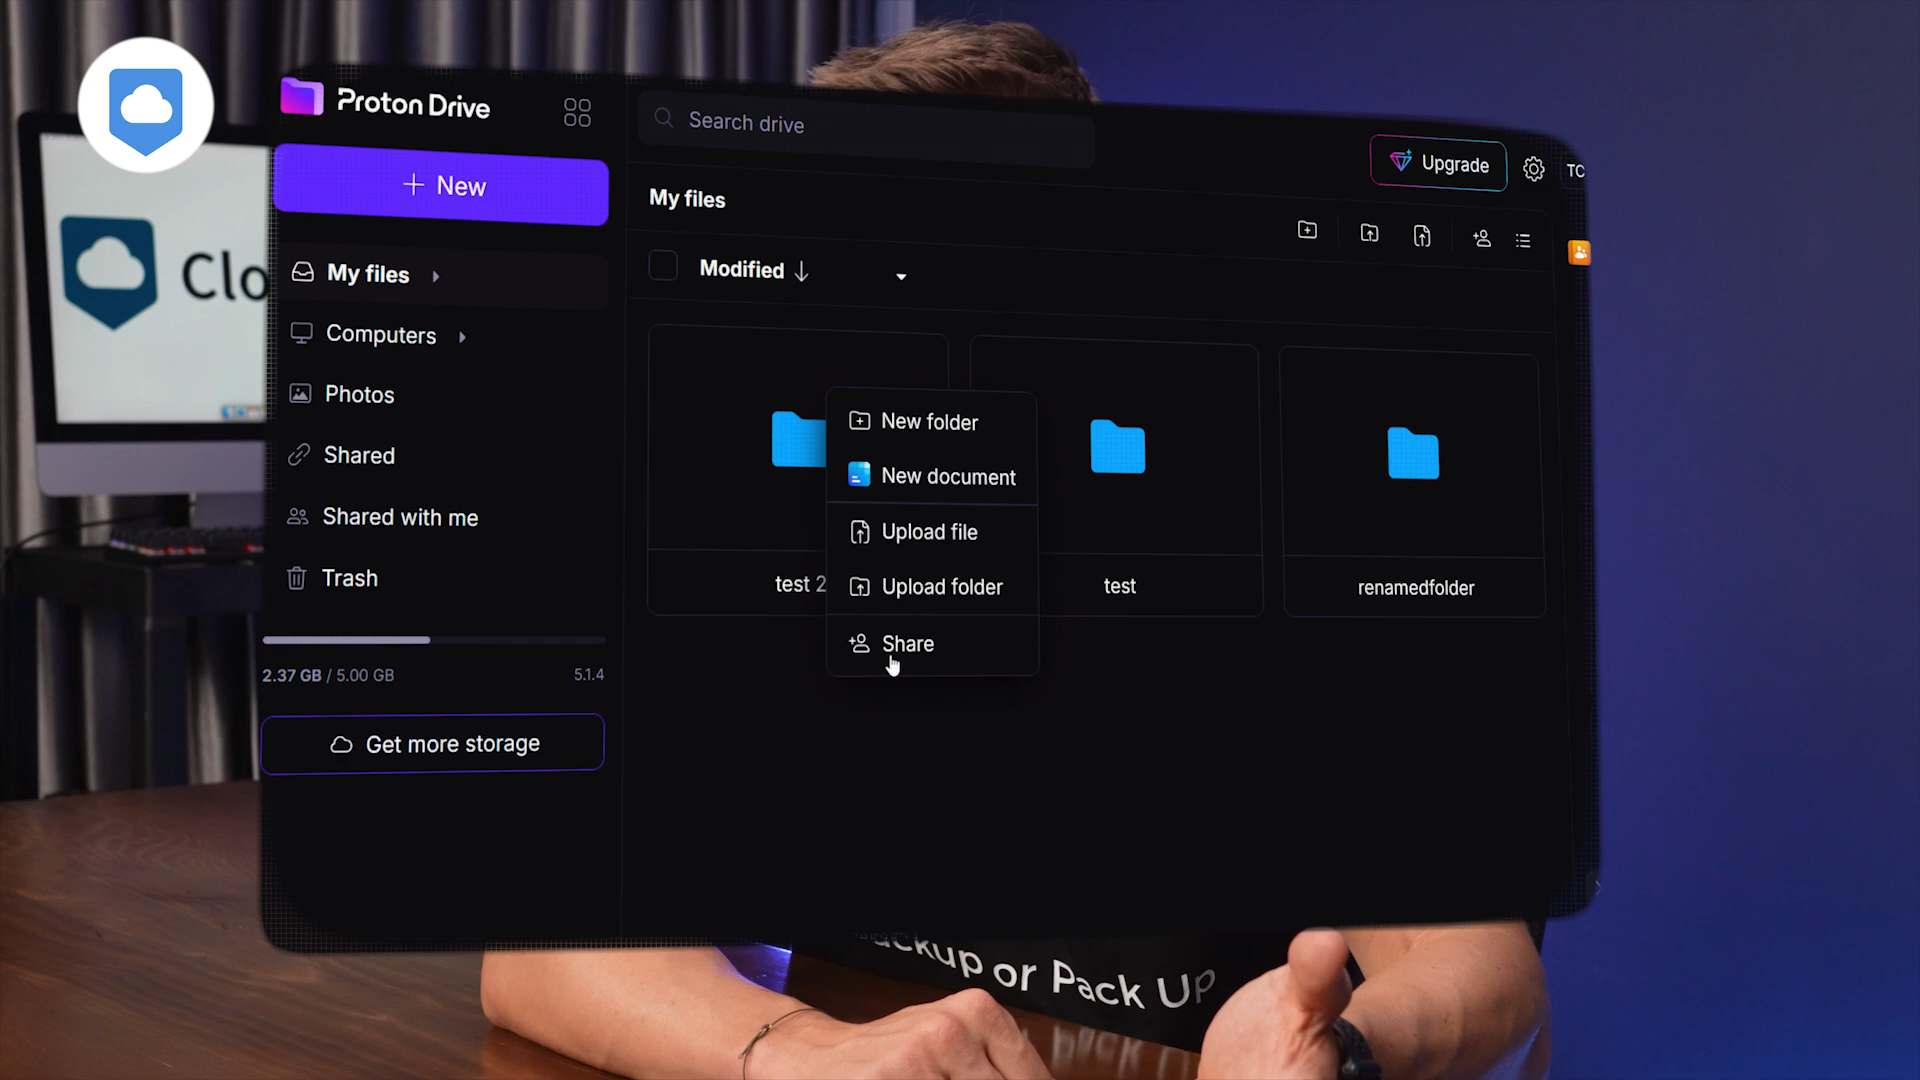 Proton Drive
Search drive
Upgrade
TC
New
My files
Modified
My files
Computers
Photos
Shared
Shared with me
Trash
2.37 GB / 5.00 GB
5.1.4
Get more storage
New folder
New document
Upload file
Upload folder
Share
test 2
test
renamedfolder
Clo
or Pack Up